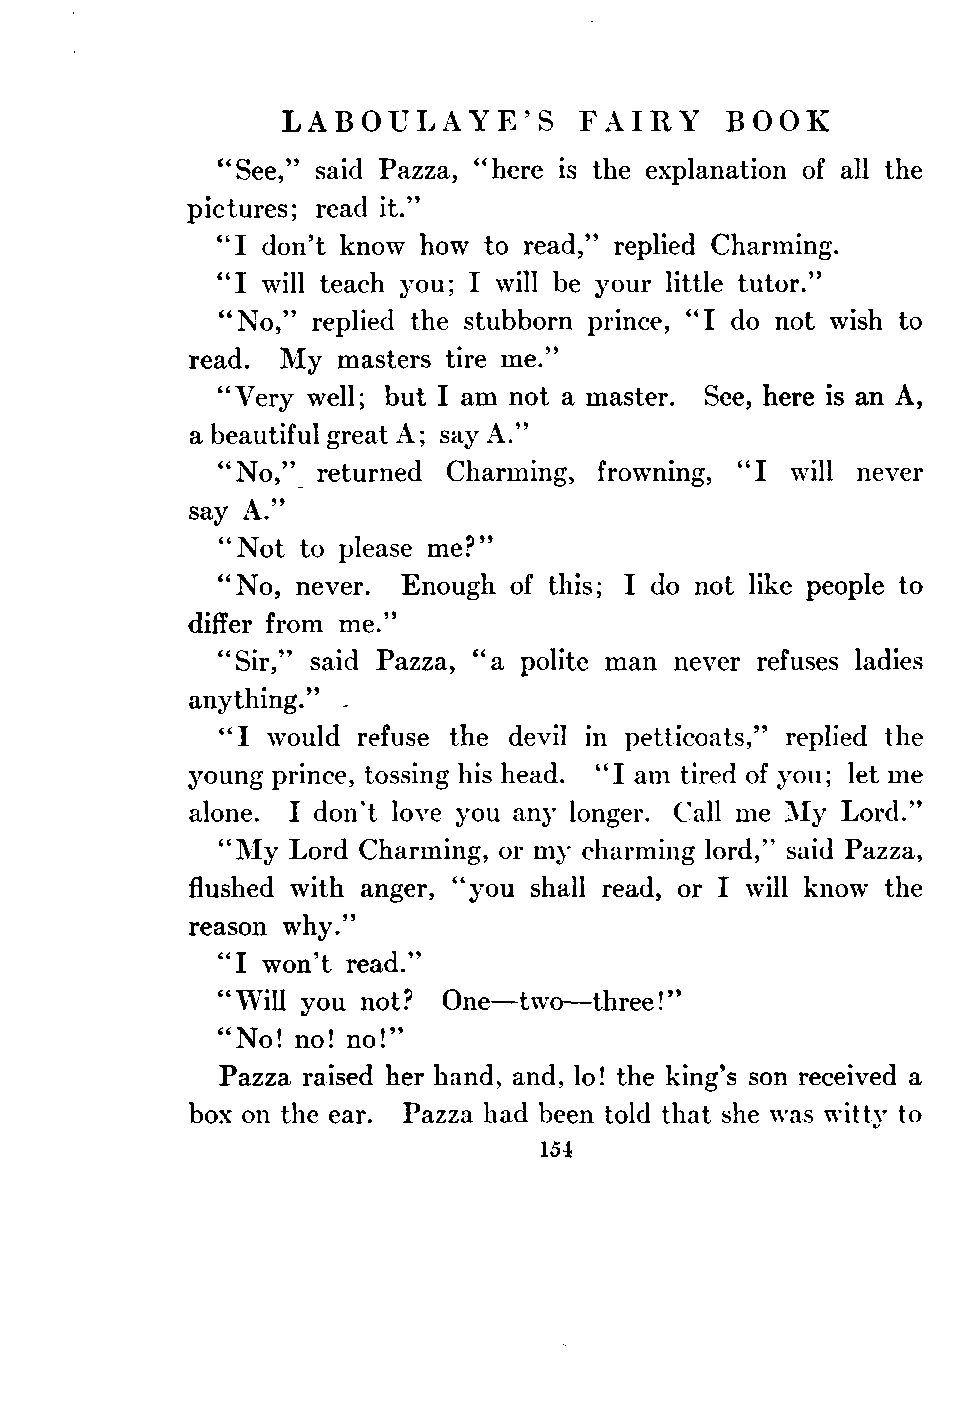 LABOULAYE'S FAIRY BOOK
"See," said Pazza, "here is the explanation of all the
pictures; read it."
"I don't know how to read," replied Charming.
"I will teach you; I will be your little tutor."
"No," replied the stubborn prince, "I do not wish to
read. My masters tire me."
"Very well; but I am not a master. See, here is an A,
a beautiful great A; say A."
"No," returned Charming, frowning, "I will never
say A."
"Not to please me?"
"No, never. Enough of this; I do not like people to
differ from me."
"Sir," said Pazza, "a polite man never refuses ladies
anything."
"I would refuse the devil in petticoats," replied the
young prince, tossing his head. "I am tired of you; let me
alone. I don't love you any longer. Call me My Lord."
"My Lord Charming, or my charming lord," said Pazza,
flushed with anger, "you shall read, or I will know the
reason why."
"I won't read."
"Will you not? One—two—three!"
"No! no! no!"
Pazza raised her hand, and, lo! the king's son received a
box on the ear. Pazza had been told that she was witty to
154